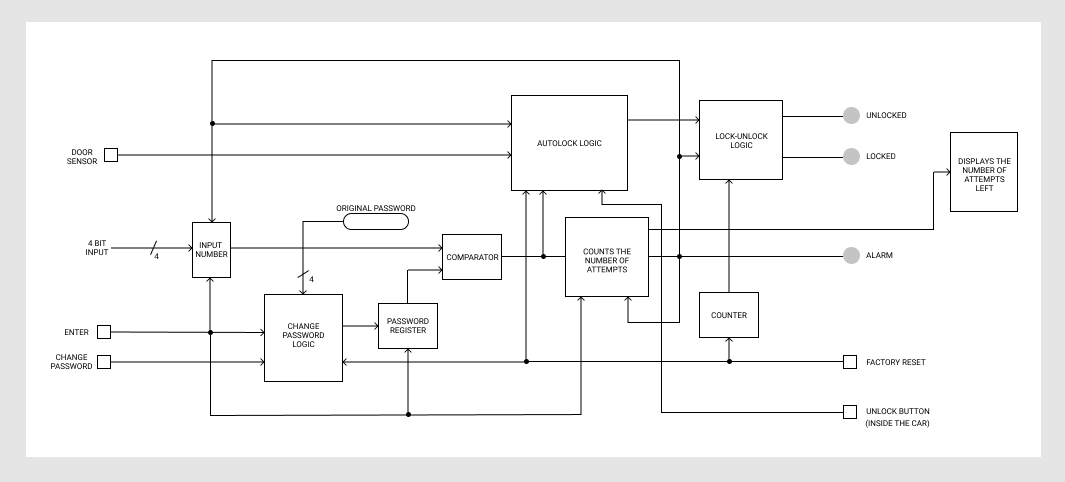 UNLOCKED
AUTOLOCK LOGIC
LOCK-UNLOCK
LOGIC
DOOR
SENSOR
LOCKED
DISPLAYS THE
NUMBER OF
ATTEMPTS
LEFT
ORIGINAL PASSWORD
4 BIT
INPUT
4
INPUT
NUMBER
COMPARATOR
COUNTS THE
NUMBER OF
ATTEMPTS
ALARM
4
ENTER
CHANGE
PASSWORD
LOGIC
PASSWORD
REGISTER
COUNTER
CHANGE
PASSWORD
FACTORY RESET
UNLOCK BUTTON
(INSIDE THE CAR)